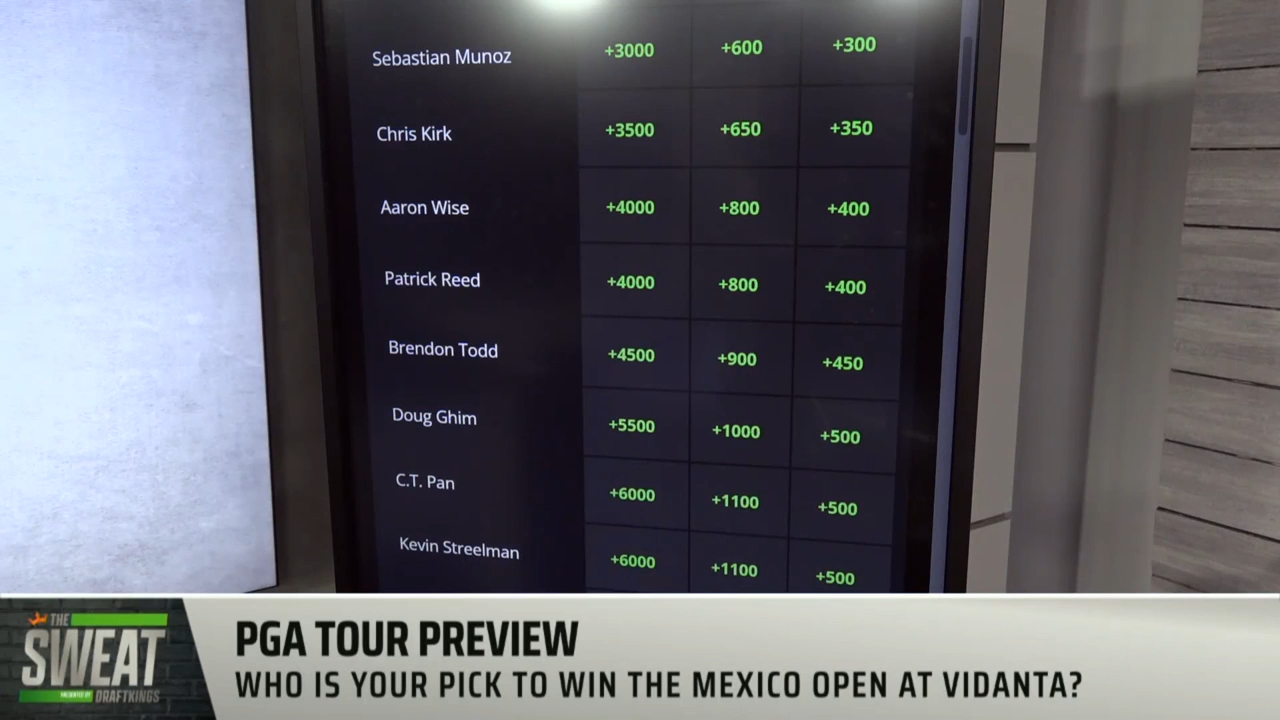 Sebastian Munoz +3000 +600 +300
Chris Kirk +3500 +650 +350
Aaron Wise +4000 +800 +400
Patrick Reed +4000 +800 +400
Brendon Todd +4500 +900 +450
Doug Ghim +5500 +1000 +500
C.T. Pan +6000 +1100 +500
Kevin Streelman +6000 +1100 +500
THE
SWEAT
PRESENTED BY DRAFTKINGS
PGA TOUR PREVIEW
WHO IS YOUR PICK TO WIN THE MEXICO OPEN AT VIDANTA?